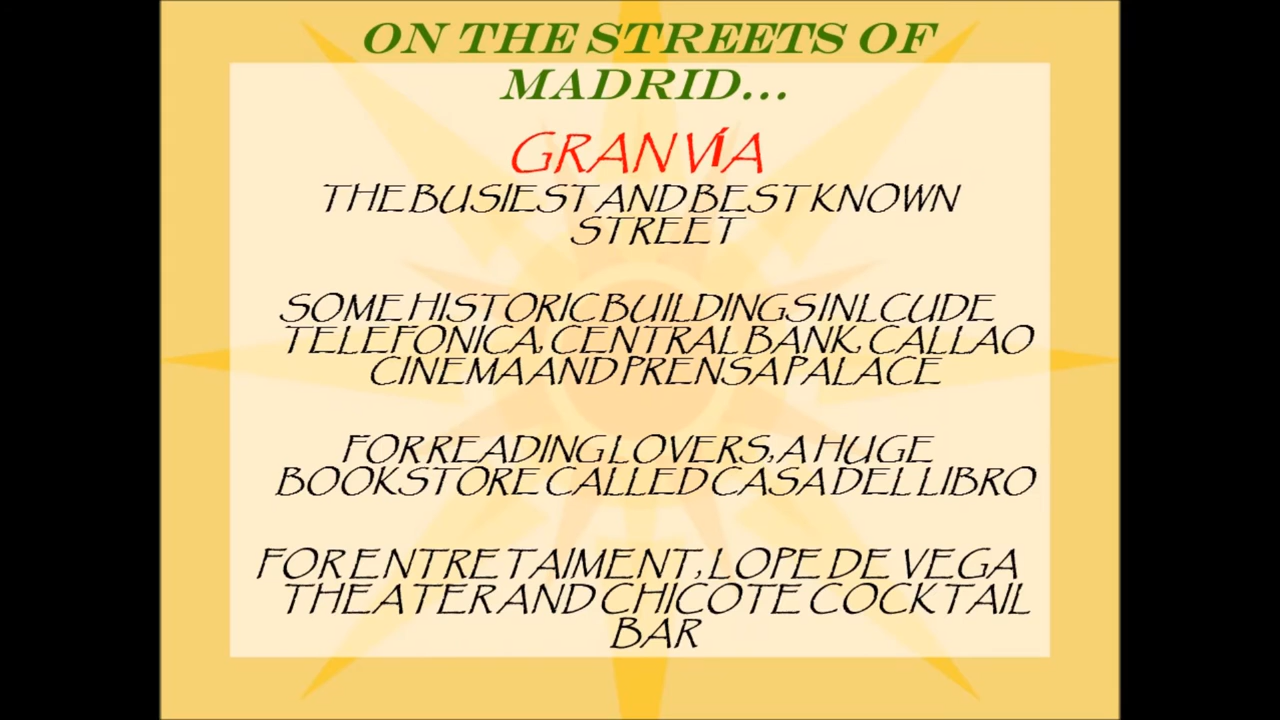 ON THE STREETS OF
MADRID...
GRAN VÍA
THE BUSIEST AND BEST KNOWN
STREET
SOME HISTORIC BUILDINGS INLCUDE
TELEFONICA, CENTRAL BANK, CALLAO
CINEMA AND PRENSA PALACE
FOR READING LOVERS, A HUGE
BOOKSTORE CALLED CASA DEL LIBRO
FOR ENTRETAIMENT, LOPE DE VEGA
THEATER AND CHICOTE COCKTAIL
BAR